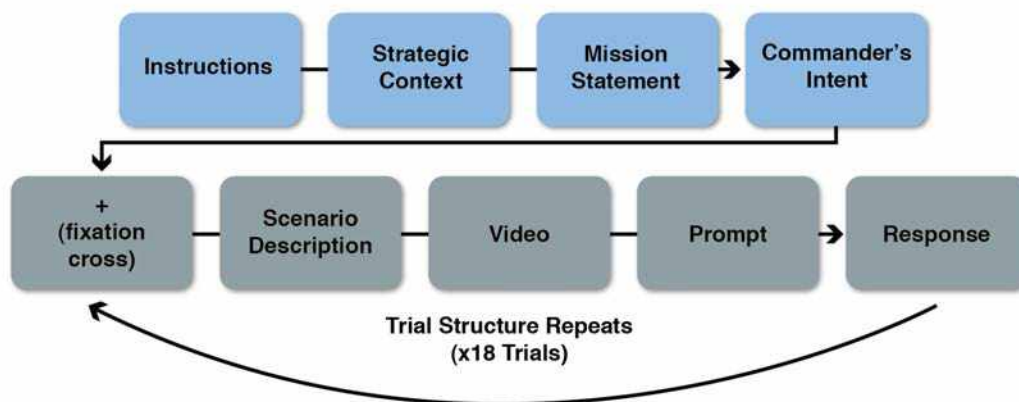 Instructions
Strategic
Context
Mission
Statement
Commander's
Intent
+
(fixation
cross)
Scenario
Description
Video
Prompt
Response
Trial Structure Repeats
(x18 Trials)